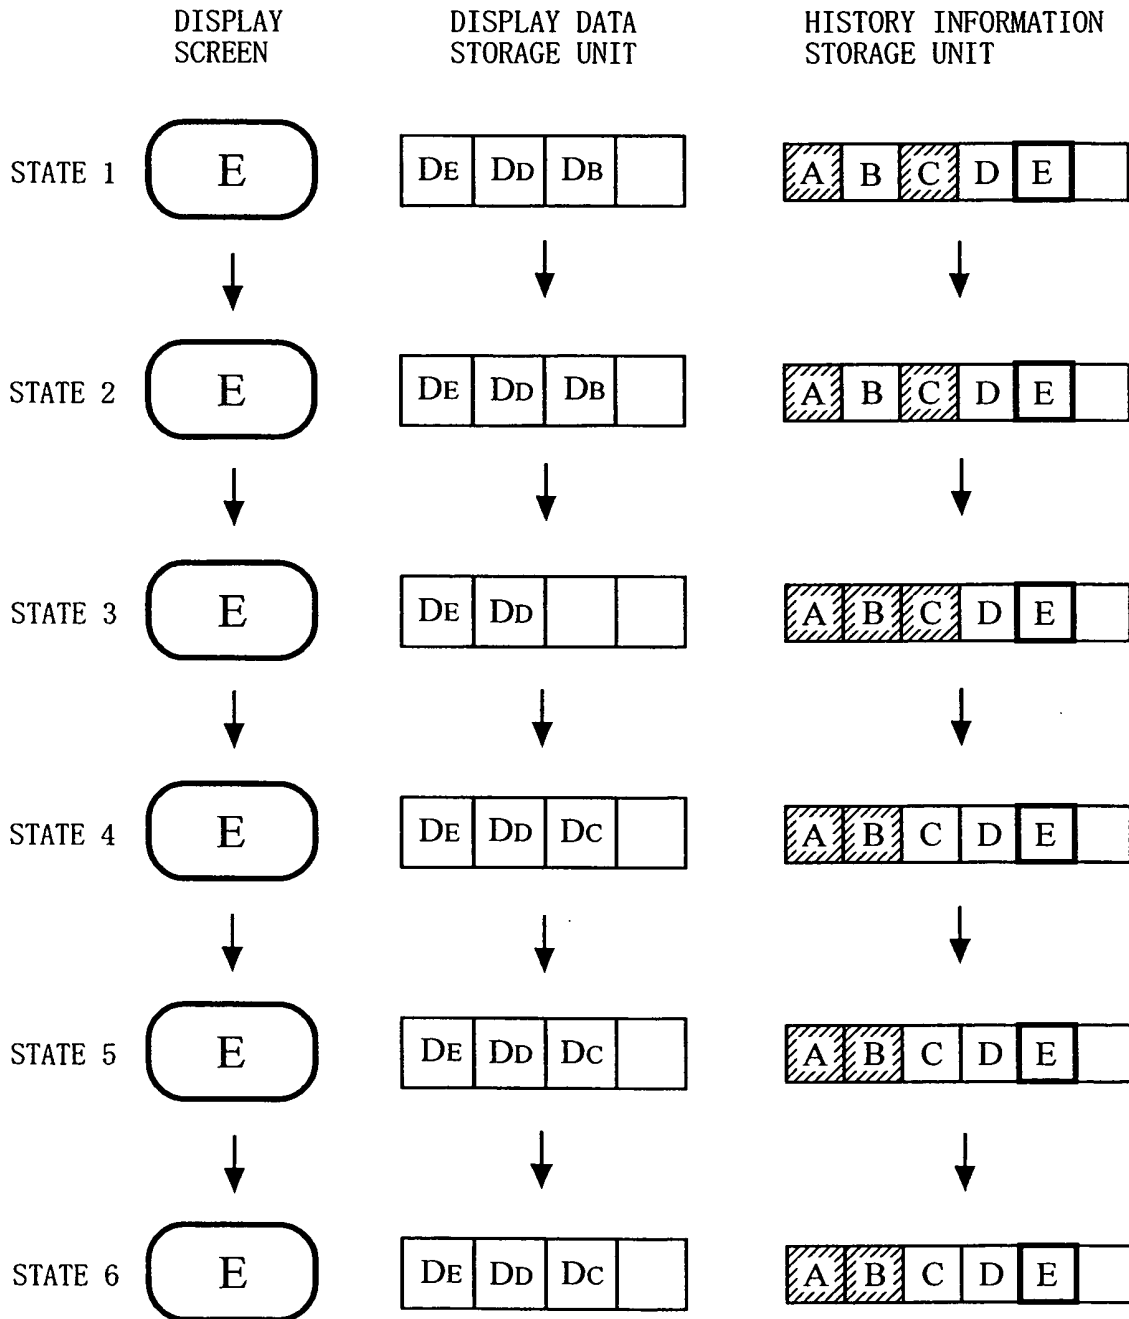 DISPLAY SCREEN DISPLAY DATA STORAGE UNIT HISTORY INFORMATION STORAGE UNIT
STATE 1 E DE DD DB A B C D E
STATE 2 E DE DD DB A B C D E
STATE 3 E DE DD A B C D E
STATE 4 E DE DD DC A B C D E
STATE 5 E DE DD DC A B C D E
STATE 6 E DE DD DC A B C D E